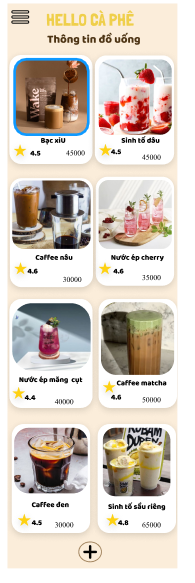 HELLO CÀ PHÊ
Thông tin đồ uống
Wake
Bạc xỉU
4.5 45000
Sinh tố dâu
4.5 45000
Caffee nâu
4.6 30000
Nước ép cherry
4.6 35000
Nước ép măng cụt
4.4 40000
Caffee matcha
4.6 50000
Caffee đen
4.5 30000
Sinh tố sầu riêng
4.8 65000